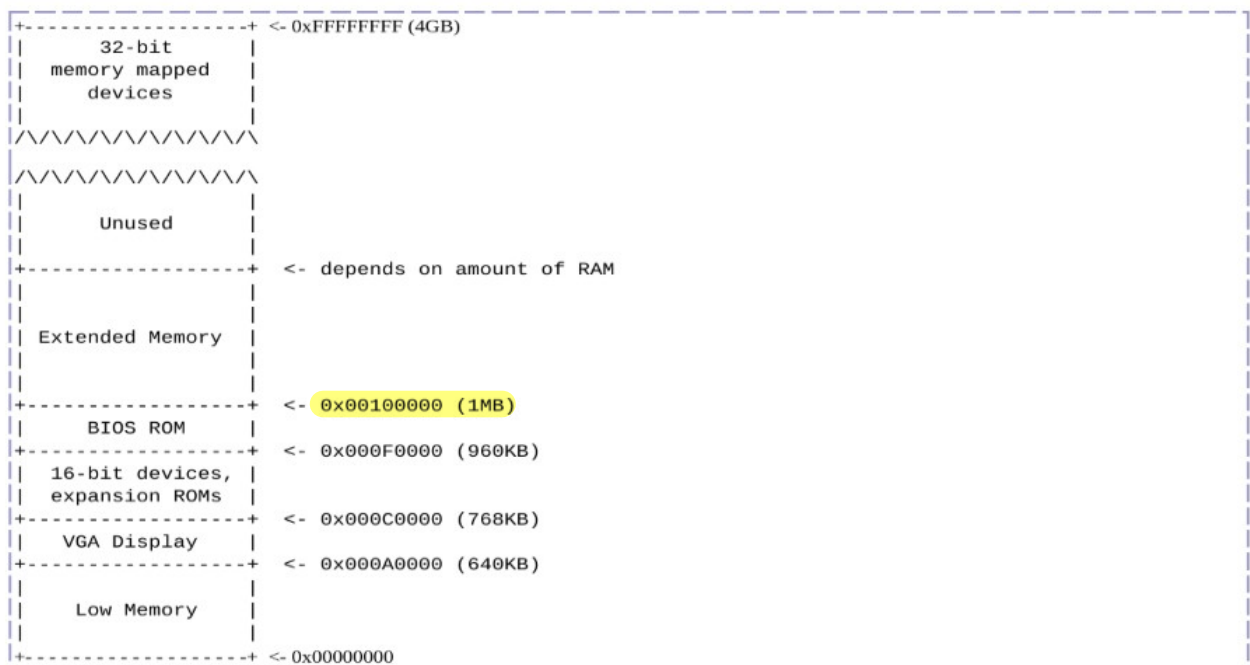 +------------------+ <- 0xFFFFFFFF (4GB)
| 32-bit |
| memory mapped |
| devices |
| |
/\/\/\/\/\/\/\/\/\/\
/\/\/\/\/\/\/\/\/\/\
| |
| Unused |
| |
+------------------+ <- depends on amount of RAM
| |
| |
| Extended Memory |
| |
| |
+------------------+ <- 0x00100000 (1MB)
| BIOS ROM |
+------------------+ <- 0x000F0000 (960KB)
| 16-bit devices, |
| expansion ROMs |
+------------------+ <- 0x000C0000 (768KB)
| VGA Display |
+------------------+ <- 0x000A0000 (640KB)
| |
| Low Memory |
| |
+------------------+ <- 0x00000000